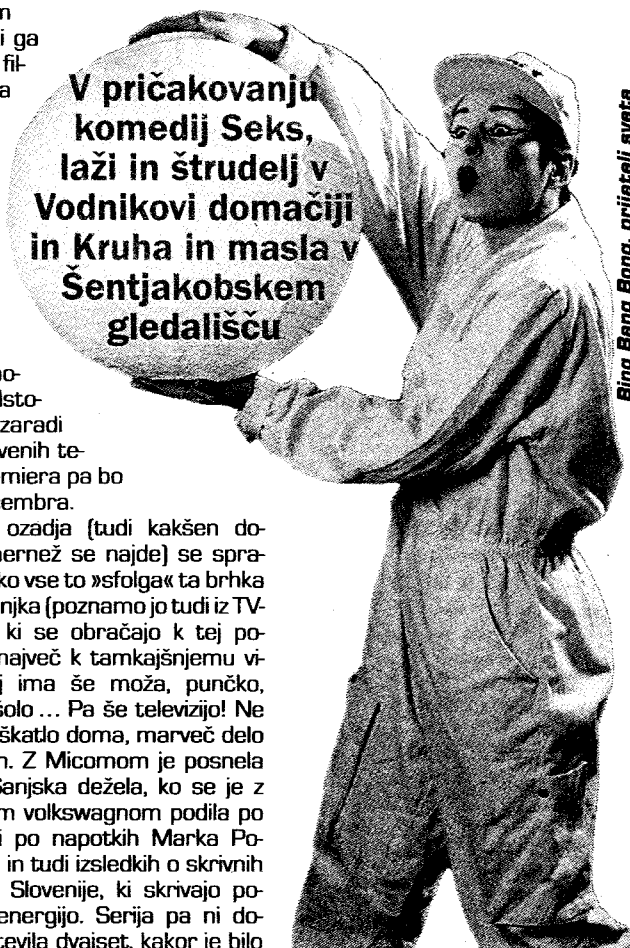 n
i ga
fil-
a
V pričakovanju
komedij Seks,
laži in štrudelj v
Vodnikovi domačiji
in Kruha in masla v
Šentjakobskem
gledališču
Bing Bang Bong, prijatelj sveta
no-
dsto-
zaradi
venih te-
miera pa bo
embra.
ozadja (tudi kakšen do-
nernež se najde) se spra-
ko vse to »sfolga« ta brhka
njka (poznamo jo tudi iz TV-
ki se obračajo k tej po-
največ k tamkajšnjemu vi-
j ima še moža, punčko,
šolo ... Pa še televizijo! Ne
škatlo doma, marveč delo
n. Z Micomom je posnela
Sanjska dežela, ko se je z
m volkswagnom podila po
i po napotkih Marka Po-
in tudi izsledkih o skrivnih
Slovenije, ki skrivajo po-
energijo. Serija pa ni do-
tevila dvajset, kakor je bilo